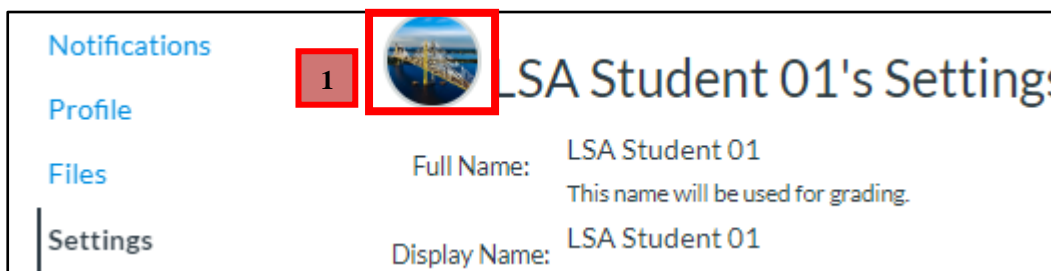 Notifications
Profile
Files
Settings
1
LSA Student 01's Settings
Full Name: LSA Student 01
This name will be used for grading.
Display Name: LSA Student 01